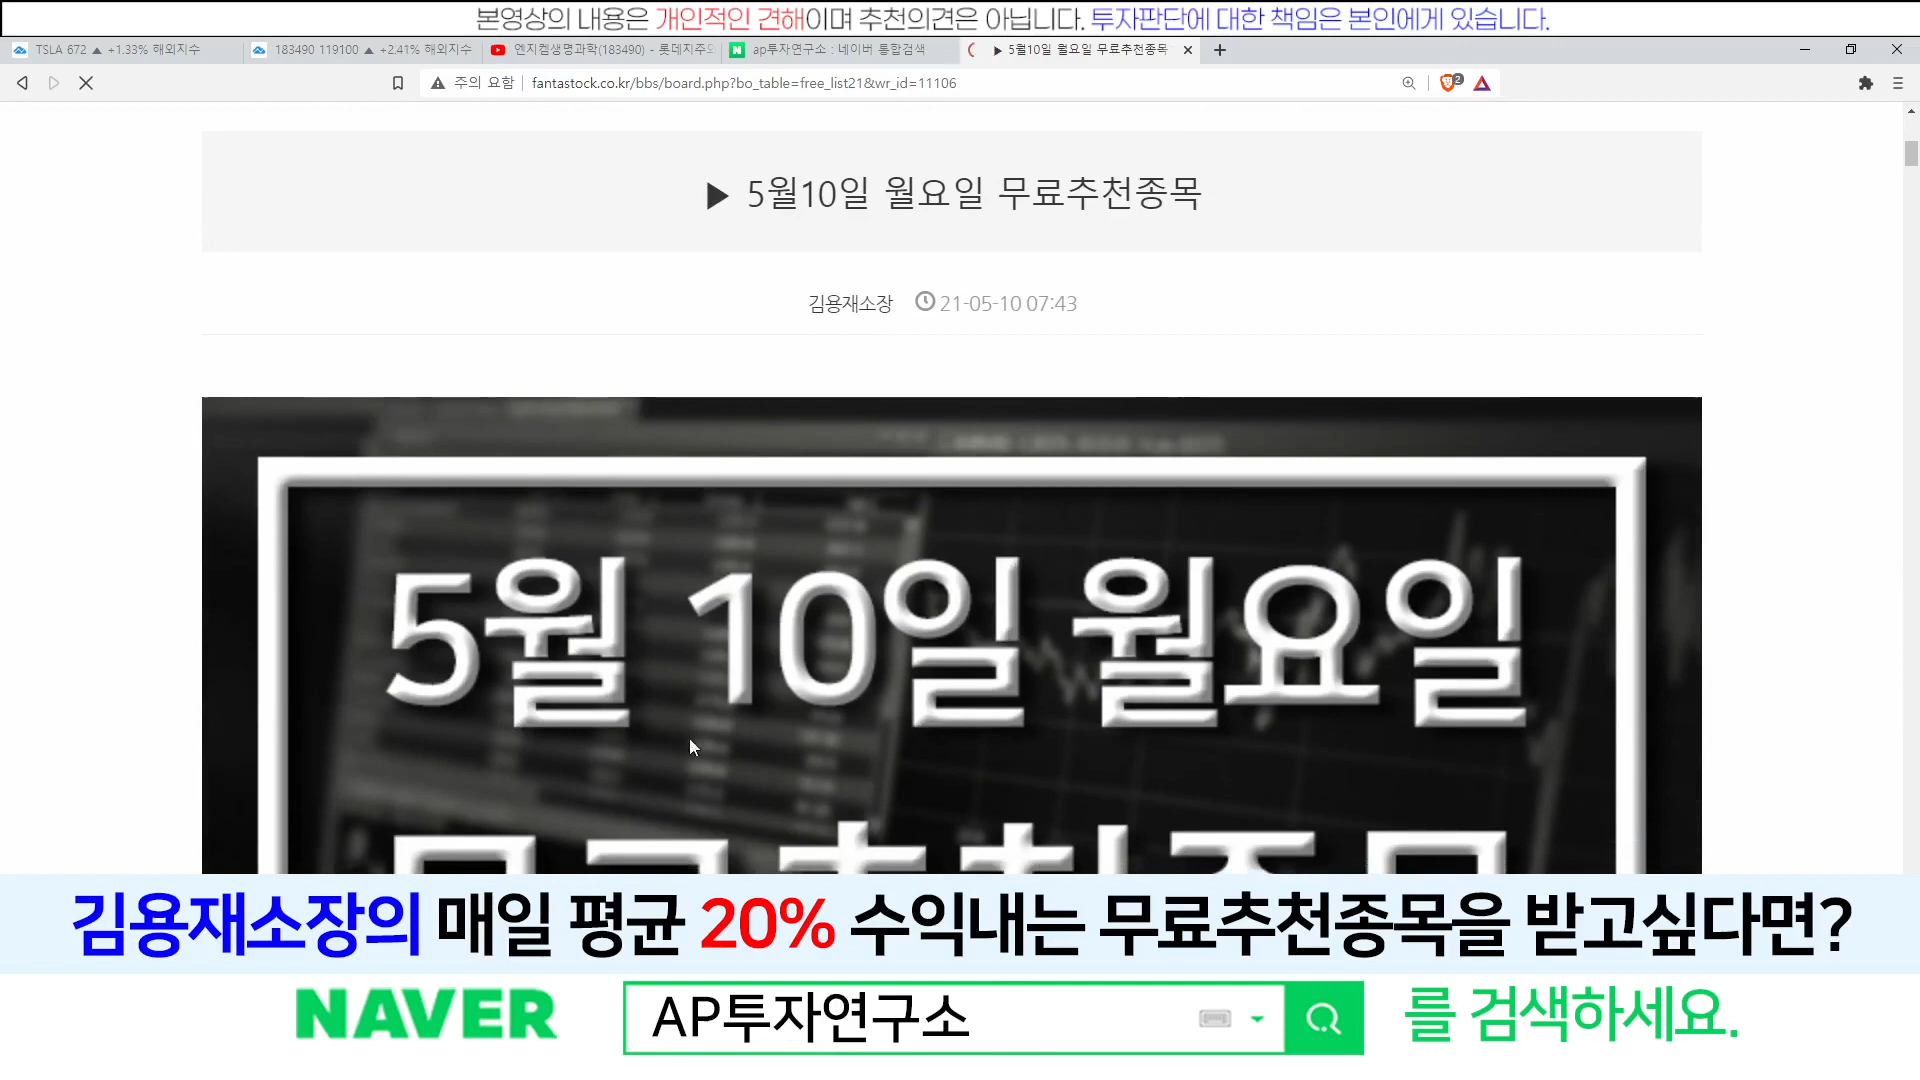 본영상의 내용은 개인적인 견해이며 추천의견은 아닙니다. 투자판단에 대한 책임은 본인에게 있습니다.
TSLA 672 ▲ +1.33% 해외지수
183490 119100 ▲ +2.41% 해외지수
엔지켐생명과학(183490) - 롯데지주오
ap투자연구소 : 네이버 통합검색
▶ 5월10일 월요일 무료추천종목
주의 요함
fantastock.co.kr/bbs/board.php?bo_table=free_list21&wr_id=11106
2
▶ 5월10일 월요일 무료추천종목
김용재소장 21-05-10 07:43
5월 10일 월요일
무료추천종목
김용재소장의 매일 평균 20% 수익내는 무료추천종목을 받고싶다면?
NAVER AP투자연구소 를 검색하세요.